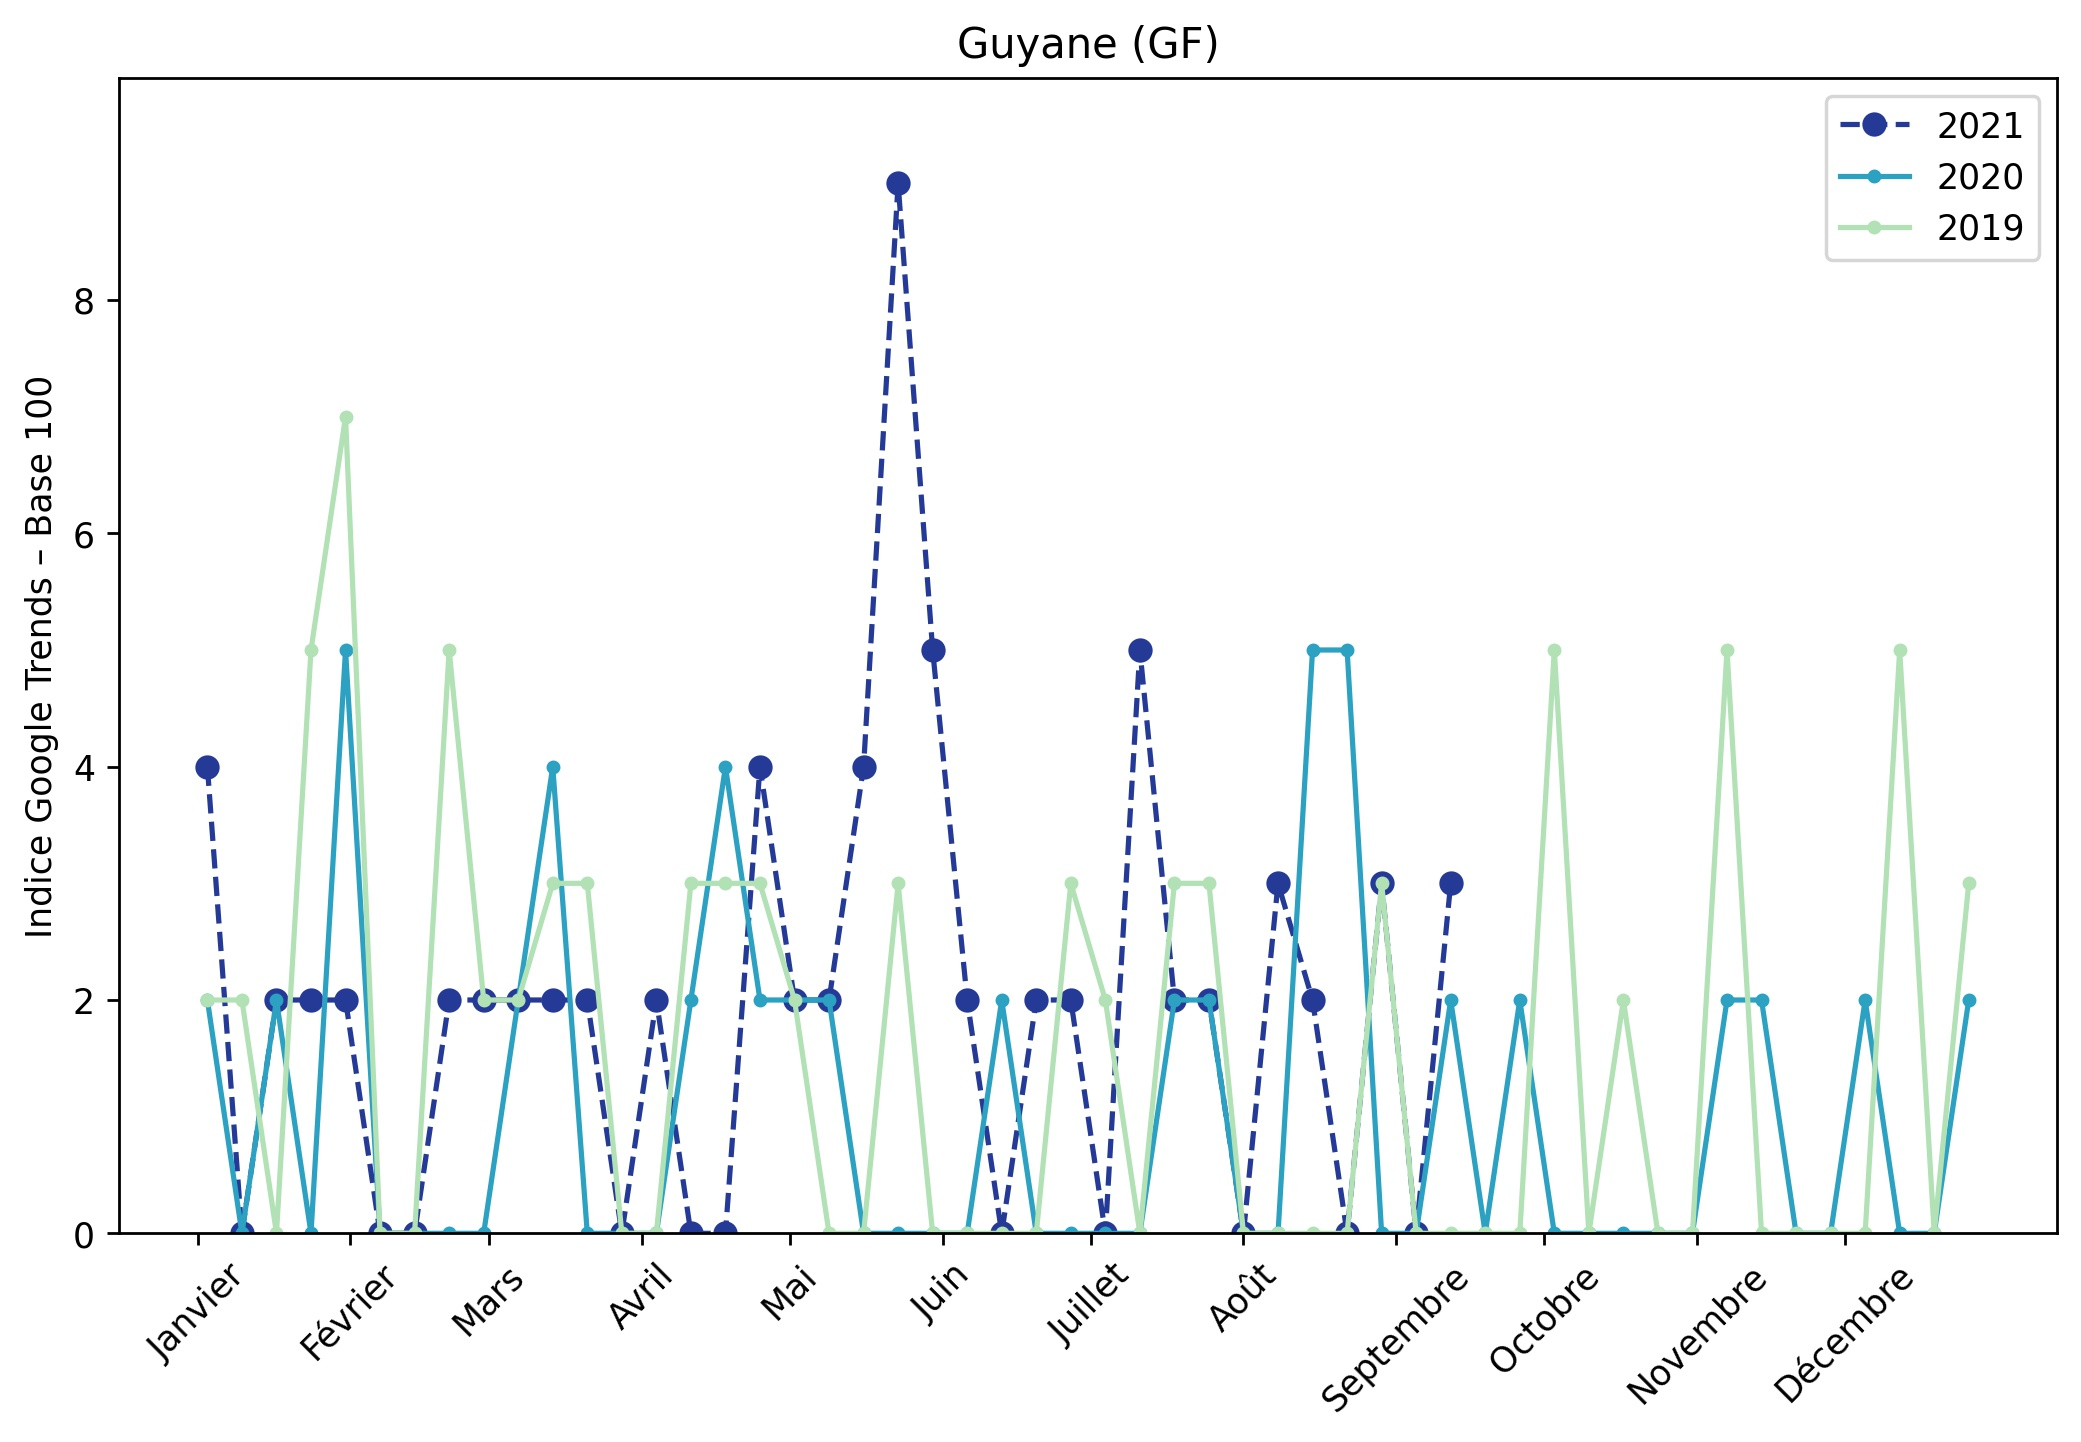 Guyane (GF)
2021
2020
2019
Indice Google Trends – Base 100
8
6
4
2
0
Janvier
Février
Mars
Avril
Mai
Juin
Juillet
Août
Septembre
Octobre
Novembre
Décembre